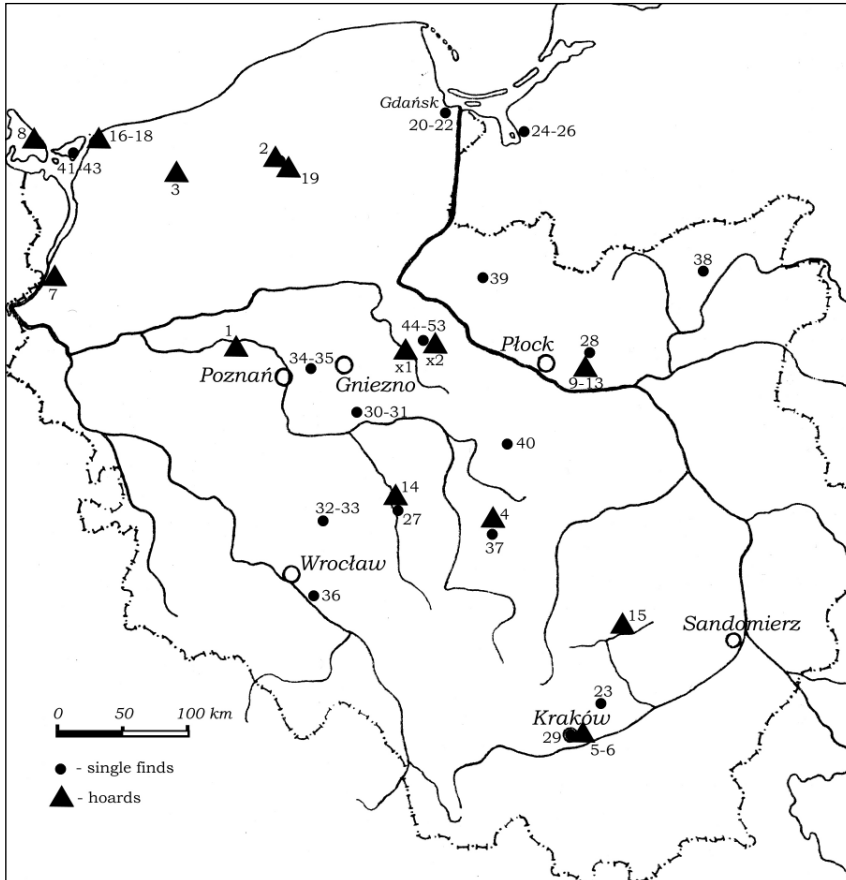 Gdańsk
20-22
24-26
8
16-18
41-43
2
19
3
7
38
39
1
44-53
x1
x2
34-35
Poznań
Gniezno
Płock
28
9-13
30-31
40
14
27
4
37
32-33
Wrocław
36
15
Sandomierz
23
Kraków
29
5-6
0 50 100 km
- single finds
- hoards